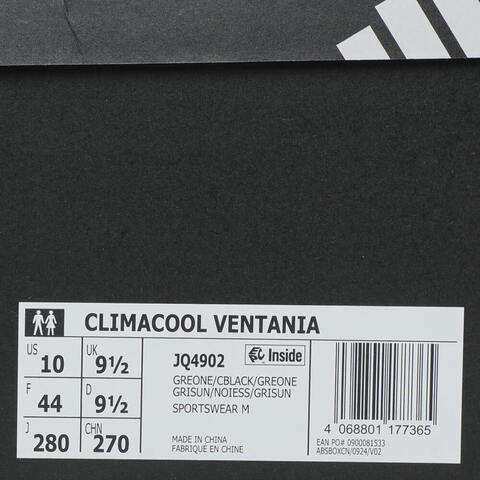 CLIMACOOL VENTANIA
US 10 UK 9½
F 44 D 9½
J 280 CHN 270
JQ4902 Inside
GREONE/CBLACK/GREONE
GRISUN/NOIESS/GRISUN
SPORTSWEAR M
MADE IN CHINA
FABRIQUÉ EN CHINE
4 068801 177365
EAN PO# 0900081533
ABSBOXCN/0924/V02